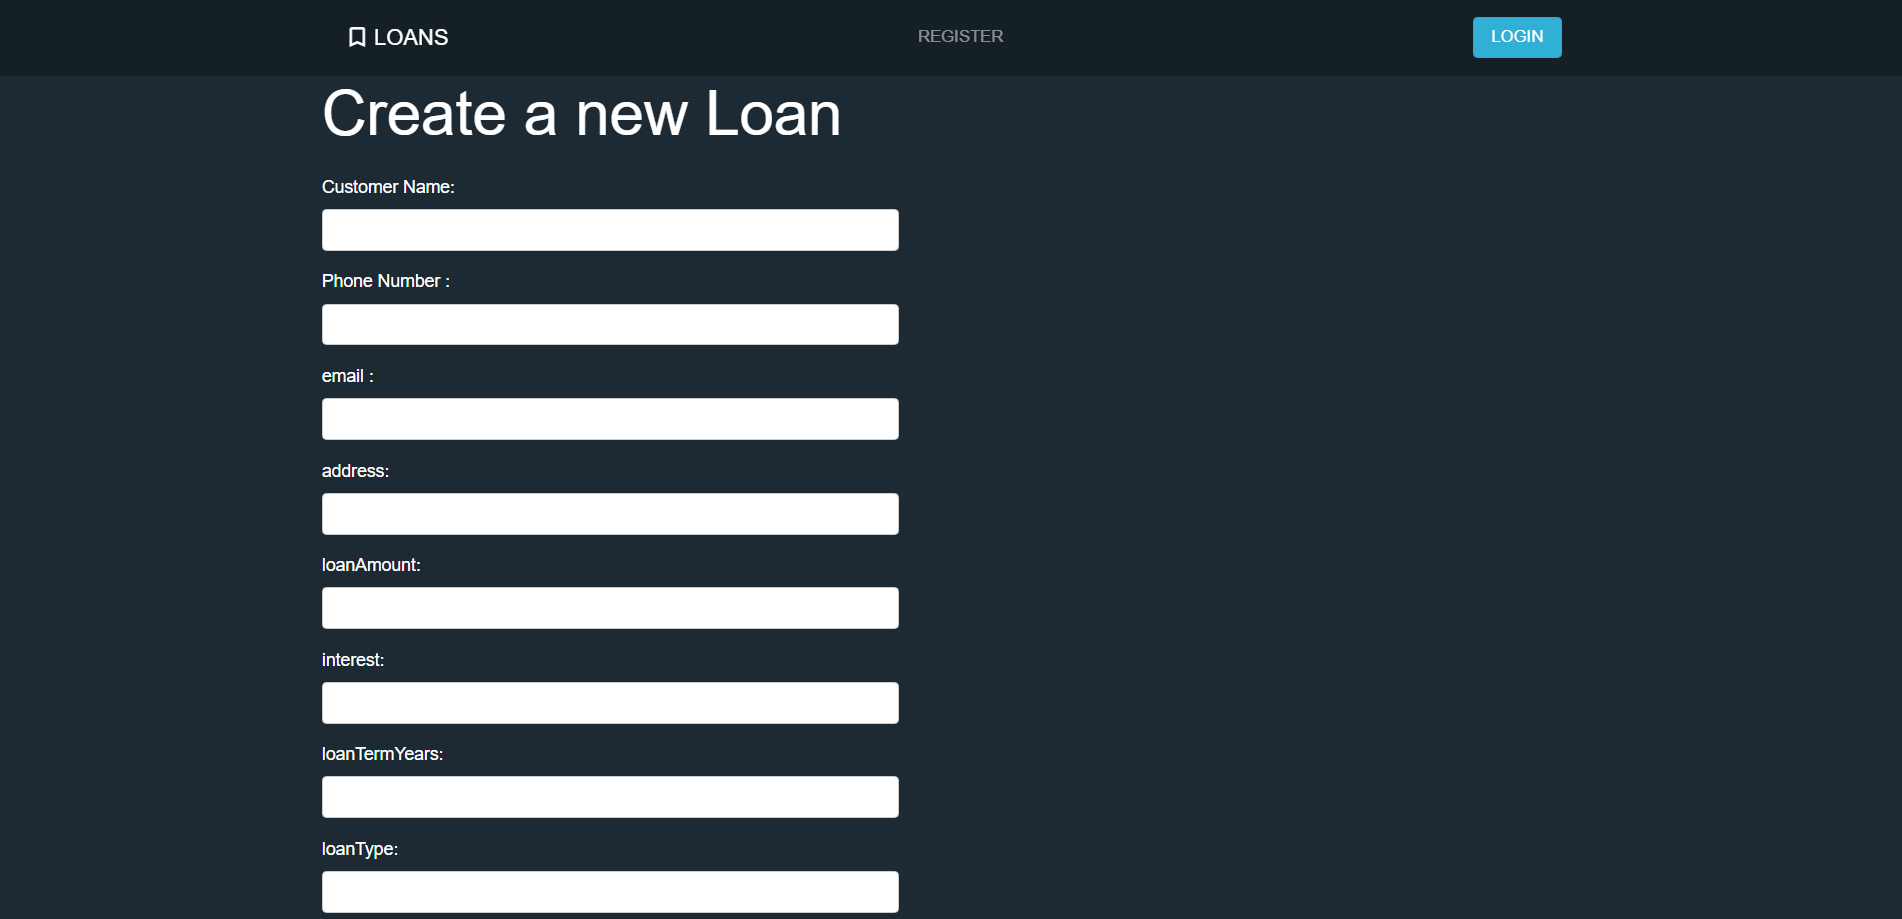 LOANS
REGISTER
LOGIN
Create a new Loan
Customer Name:
Phone Number :
email :
address:
loanAmount:
interest:
loanTermYears:
loanType: